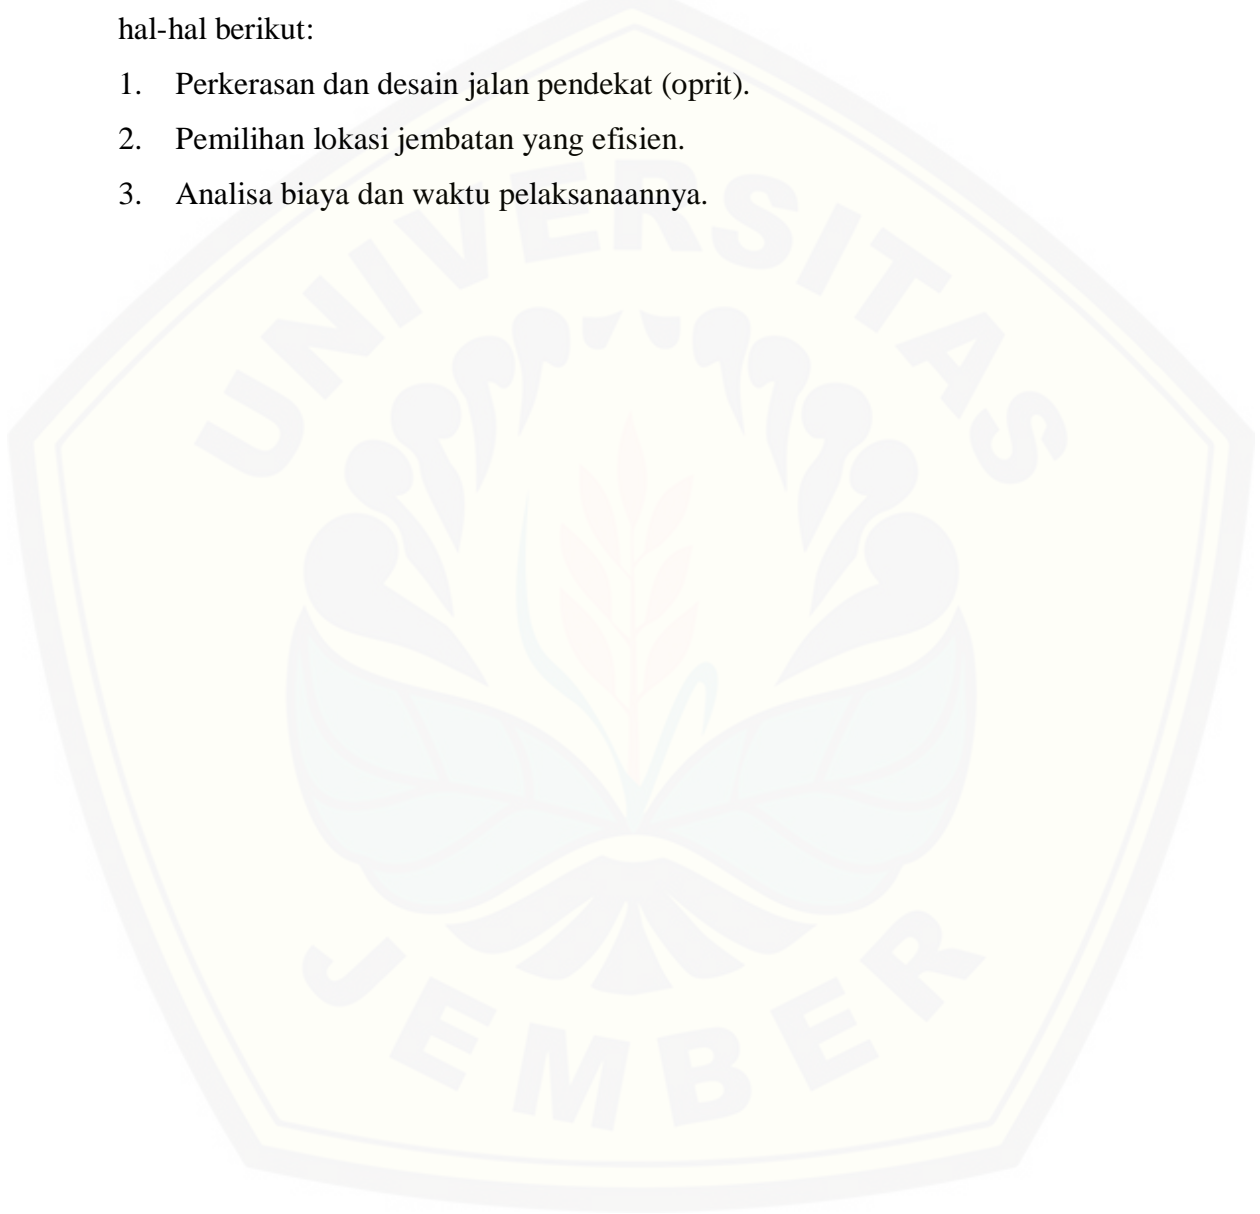 hal-hal berikut:
1. Perkerasan dan desain jalan pendekat (oprit).
2. Pemilihan lokasi jembatan yang efisien.
3. Analisa biaya dan waktu pelaksanaannya.
UNIVERSITAS
JEMBER